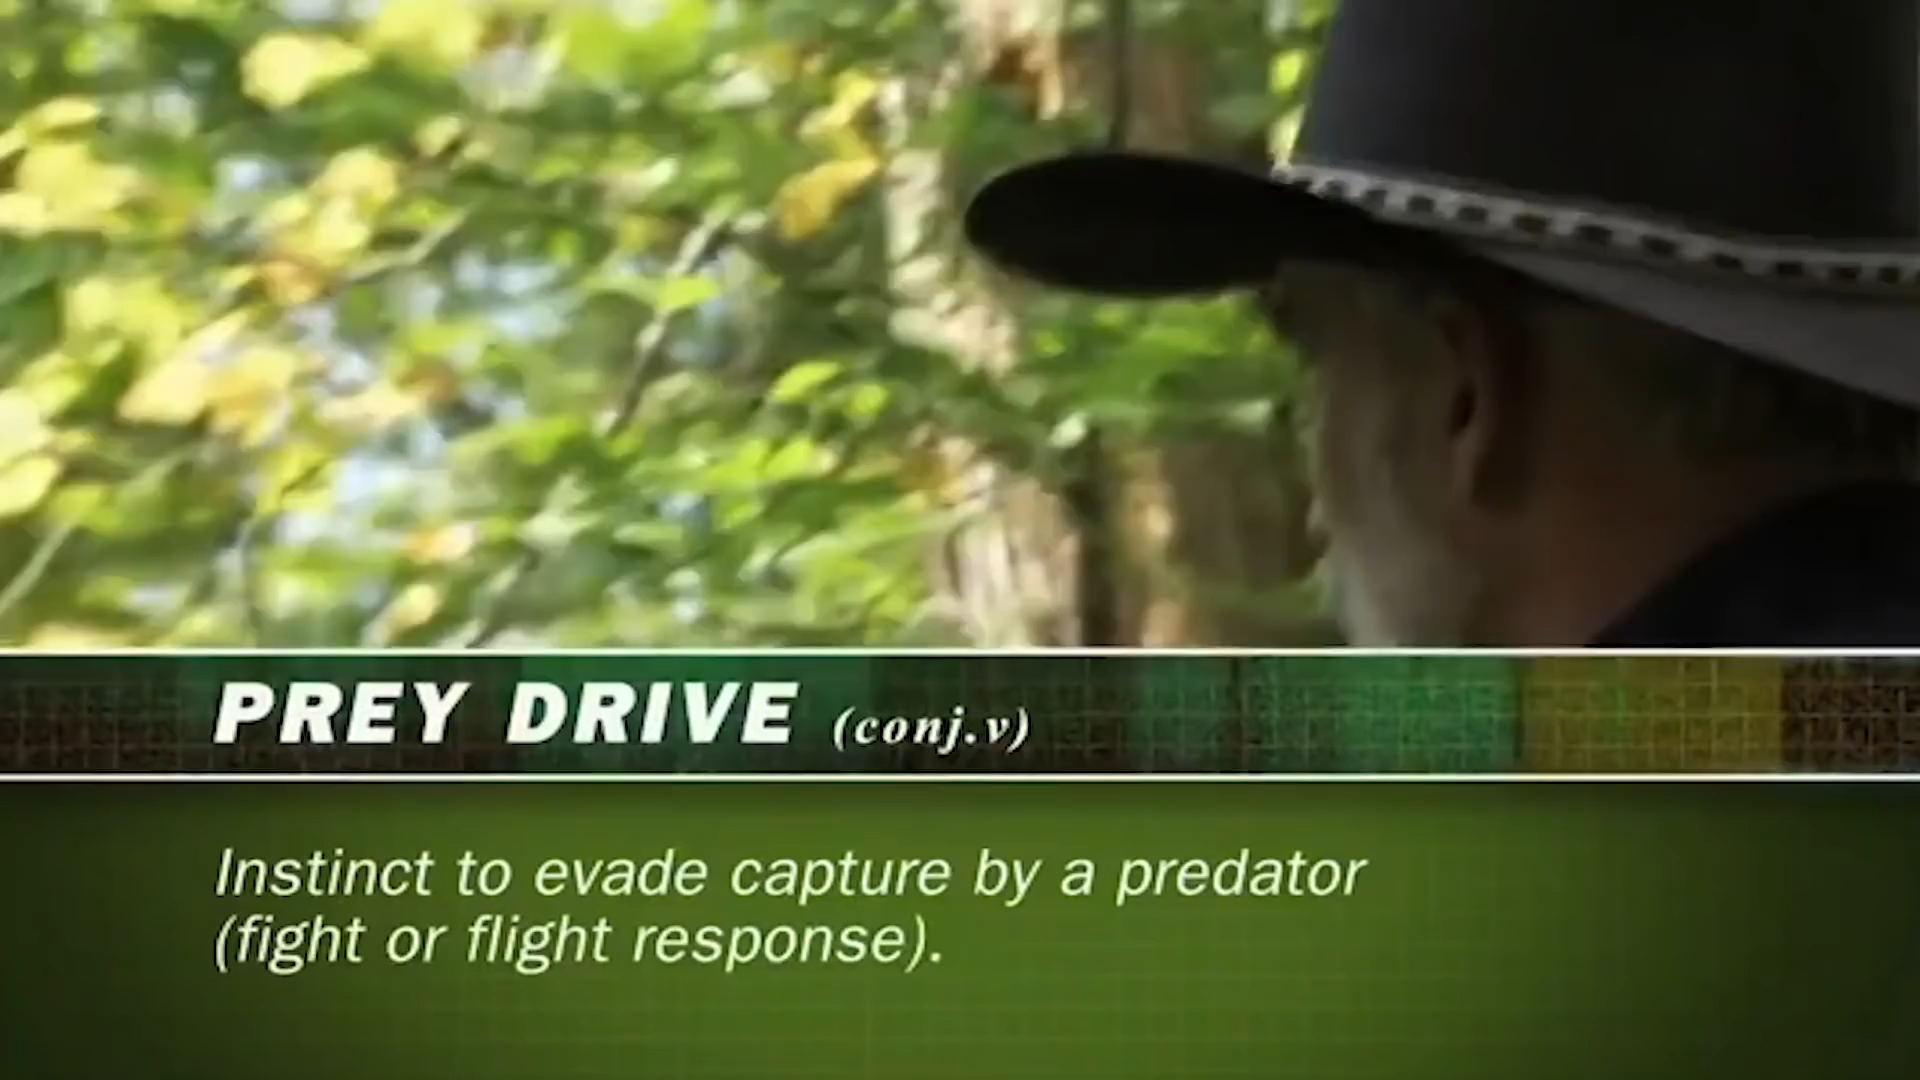 PREY DRIVE (conj.v)
Instinct to evade capture by a predator
(fight or flight response).